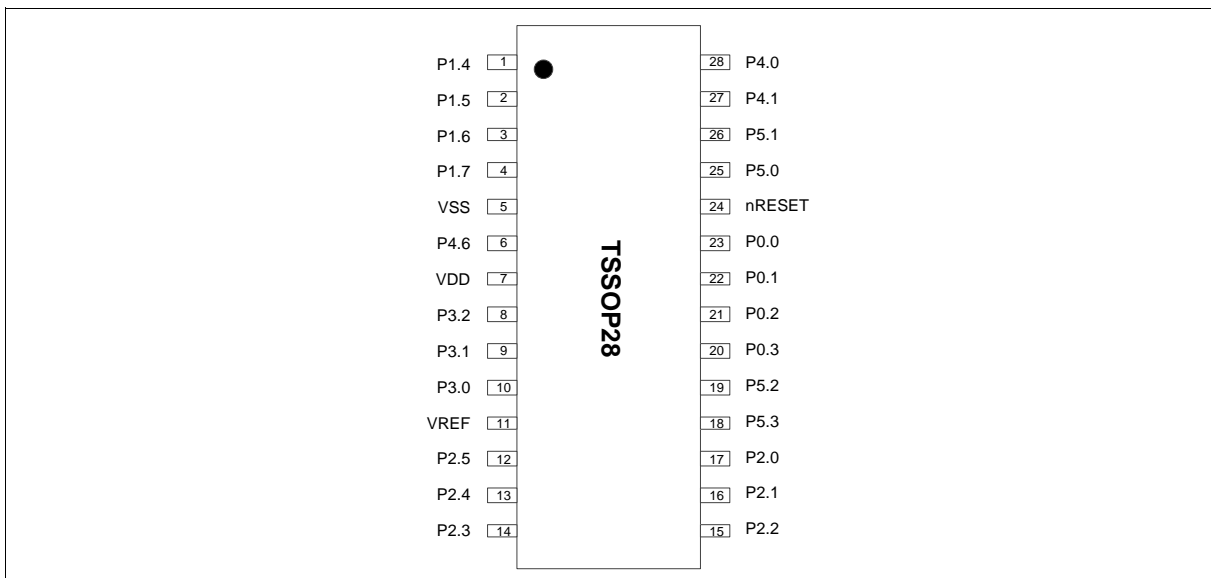 P1.4 1 28 P4.0
P1.5 2 27 P4.1
P1.6 3 26 P5.1
P1.7 4 25 P5.0
VSS 5 24 nRESET
P4.6 6 23 P0.0
VDD 7 22 P0.1
P3.2 8 21 P0.2
P3.1 9 20 P0.3
P3.0 10 19 P5.2
VREF 11 18 P5.3
P2.5 12 17 P2.0
P2.4 13 16 P2.1
P2.3 14 15 P2.2
TSSOP28